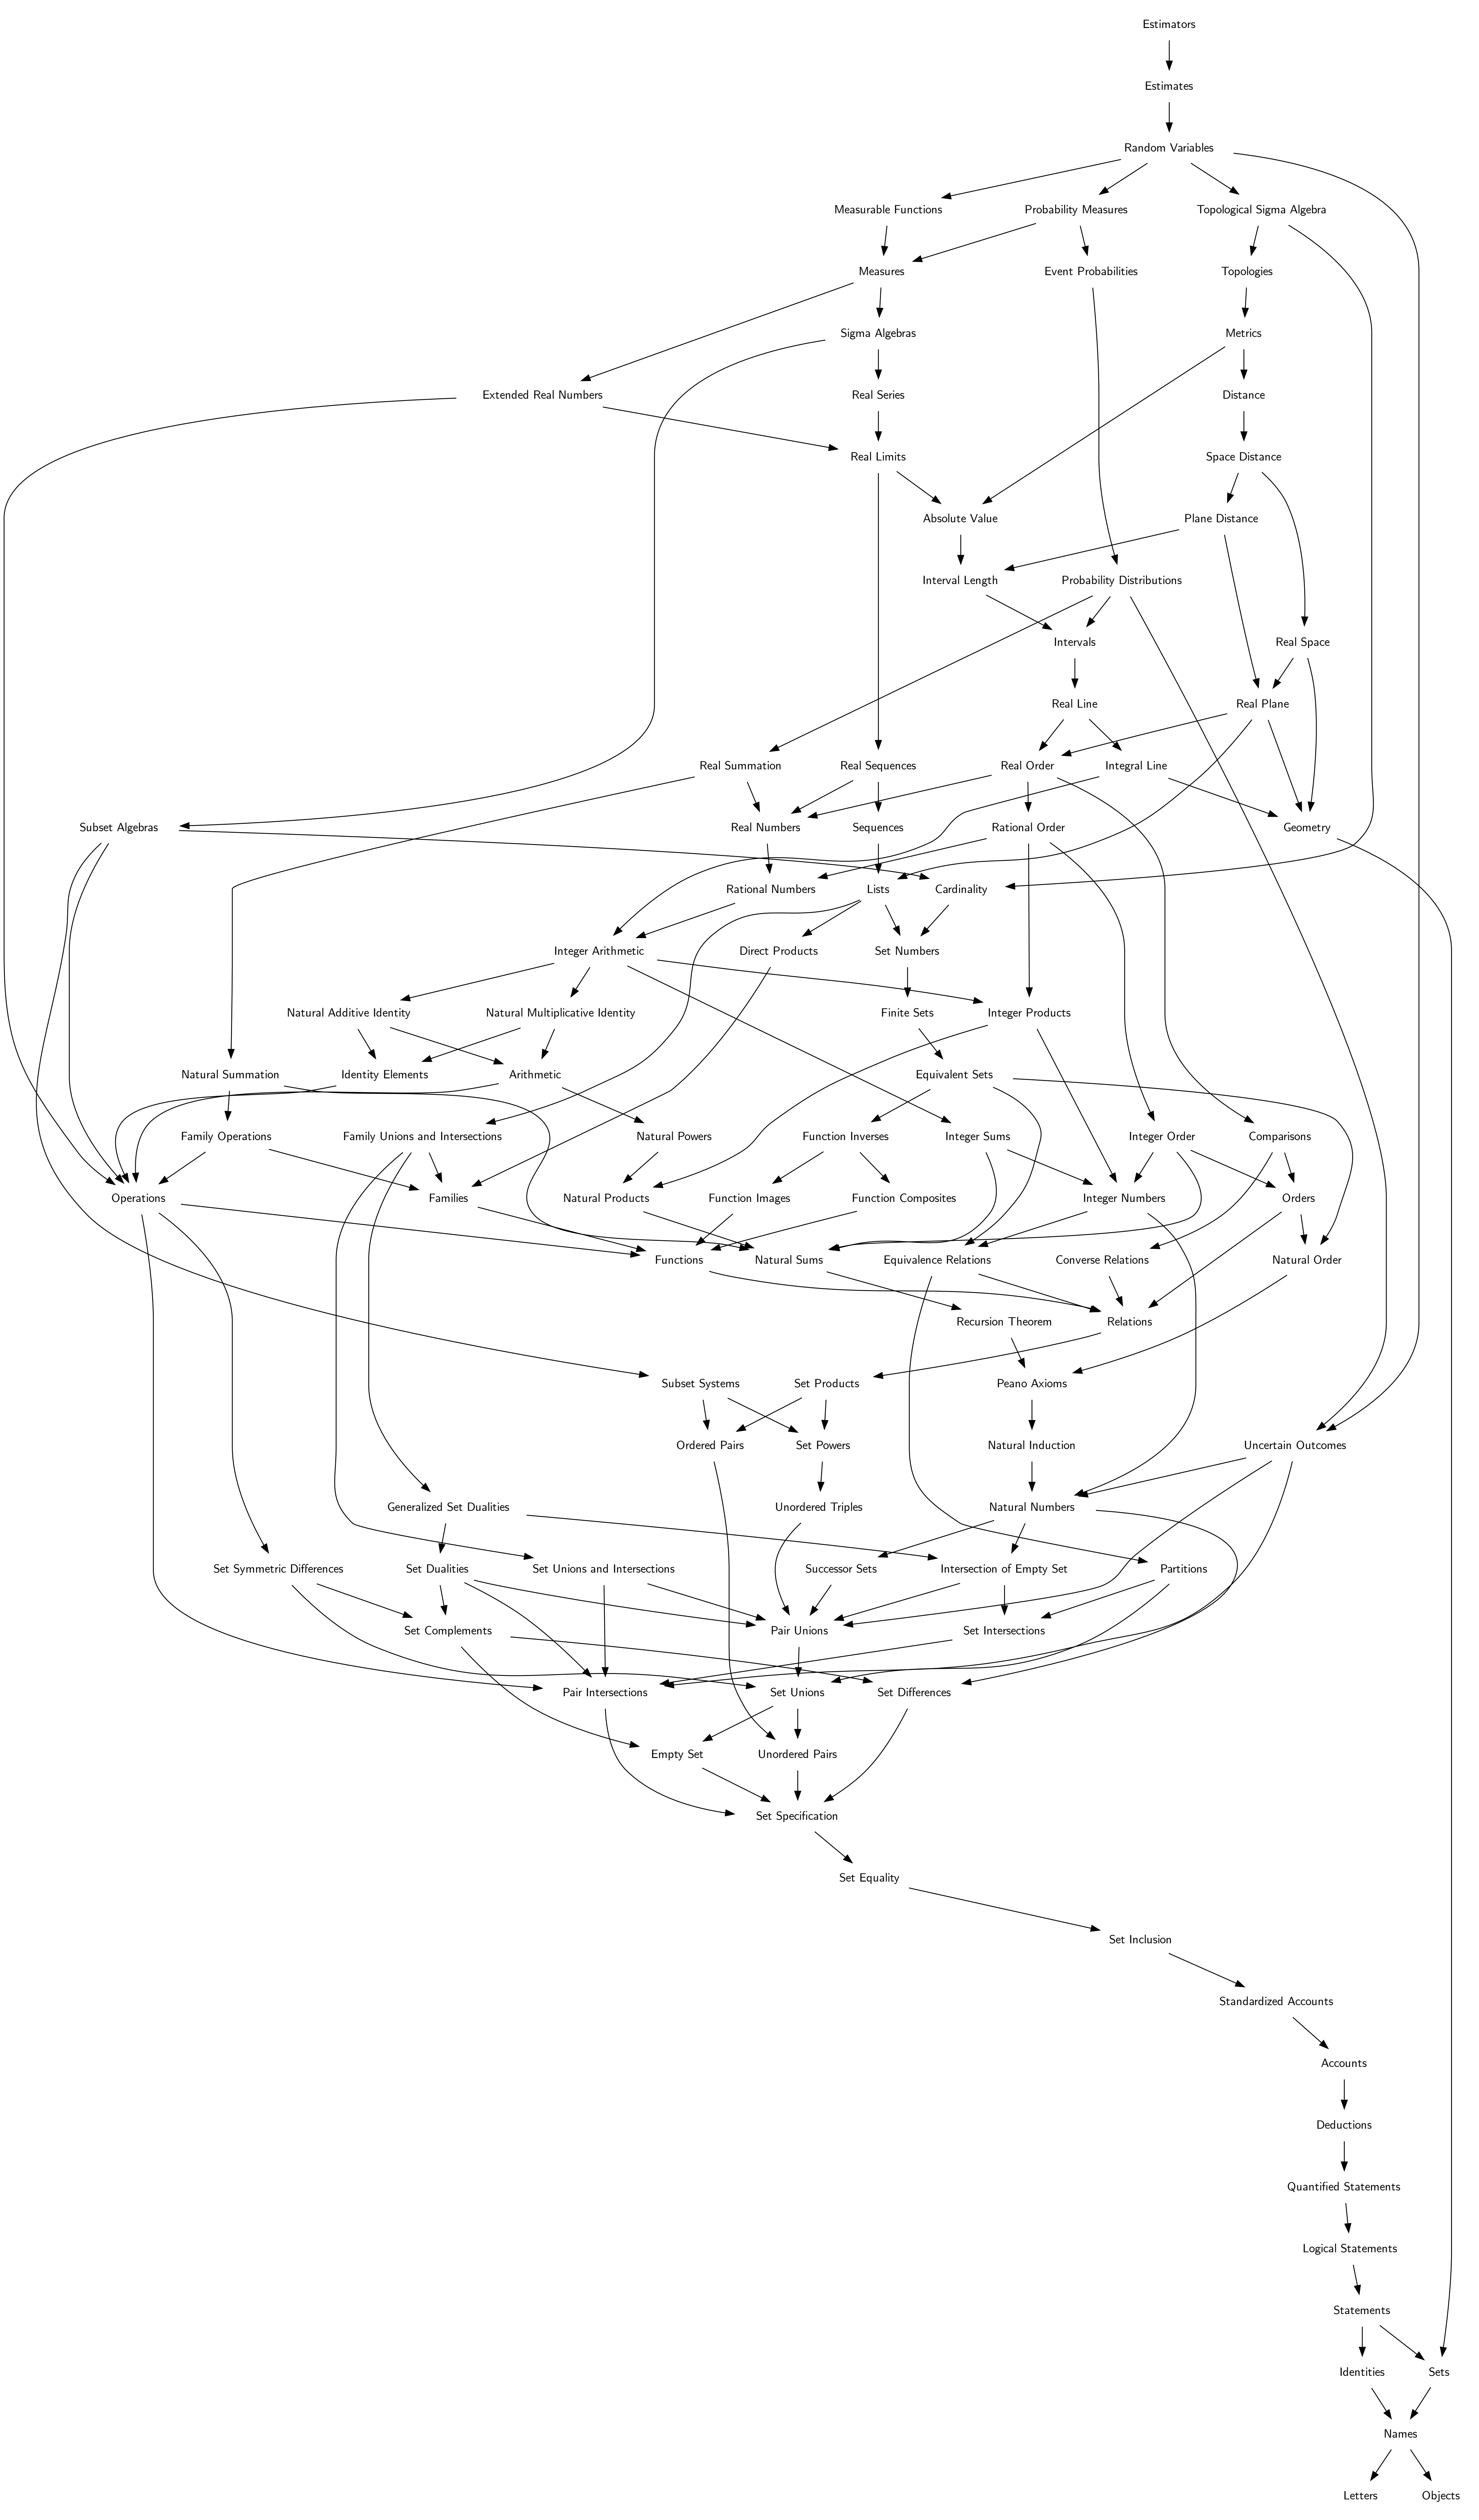 Estimators
Estimates
Random Variables
Measurable Functions
Probability Measures
Topological Sigma Algebra
Measures
Event Probabilities
Topologies
Sigma Algebras
Metrics
Extended Real Numbers
Real Series
Distance
Real Limits
Space Distance
Absolute Value
Plane Distance
Interval Length
Probability Distributions
Intervals
Real Space
Real Line
Real Plane
Real Summation
Real Sequences
Real Order
Integral Line
Subset Algebras
Real Numbers
Sequences
Rational Order
Geometry
Rational Numbers
Lists
Cardinality
Integer Arithmetic
Direct Products
Set Numbers
Natural Additive Identity
Natural Multiplicative Identity
Finite Sets
Integer Products
Natural Summation
Identity Elements
Arithmetic
Equivalent Sets
Family Operations
Family Unions and Intersections
Natural Powers
Function Inverses
Integer Sums
Integer Order
Comparisons
Operations
Families
Natural Products
Function Images
Function Composites
Integer Numbers
Orders
Functions
Natural Sums
Equivalence Relations
Converse Relations
Natural Order
Recursion Theorem
Relations
Subset Systems
Set Products
Peano Axioms
Ordered Pairs
Set Powers
Natural Induction
Uncertain Outcomes
Generalized Set Dualities
Unordered Triples
Natural Numbers
Set Symmetric Differences
Set Dualities
Set Unions and Intersections
Successor Sets
Intersection of Empty Set
Partitions
Set Complements
Pair Unions
Set Intersections
Pair Intersections
Set Unions
Set Differences
Empty Set
Unordered Pairs
Set Specification
Set Equality
Set Inclusion
Standardized Accounts
Accounts
Deductions
Quantified Statements
Logical Statements
Statements
Identities
Sets
Names
Letters
Objects